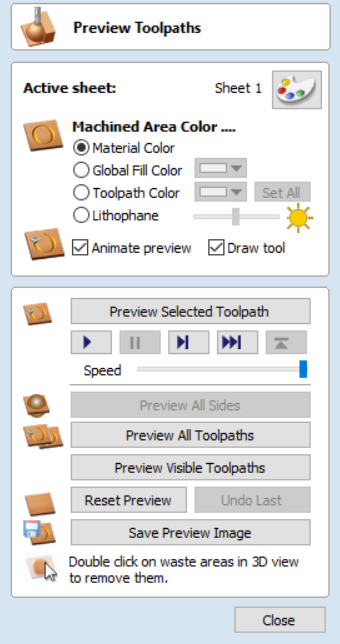 Preview Toolpaths
Active sheet: Sheet 1
Machined Area Color ....
Material Color
Global Fill Color
Toolpath Color Set All
Lithophane
Animate preview Draw tool
Preview Selected Toolpath
Speed
Preview All Sides
Preview All Toolpaths
Preview Visible Toolpaths
Reset Preview Undo Last
Save Preview Image
Double click on waste areas in 3D view
to remove them.
Close